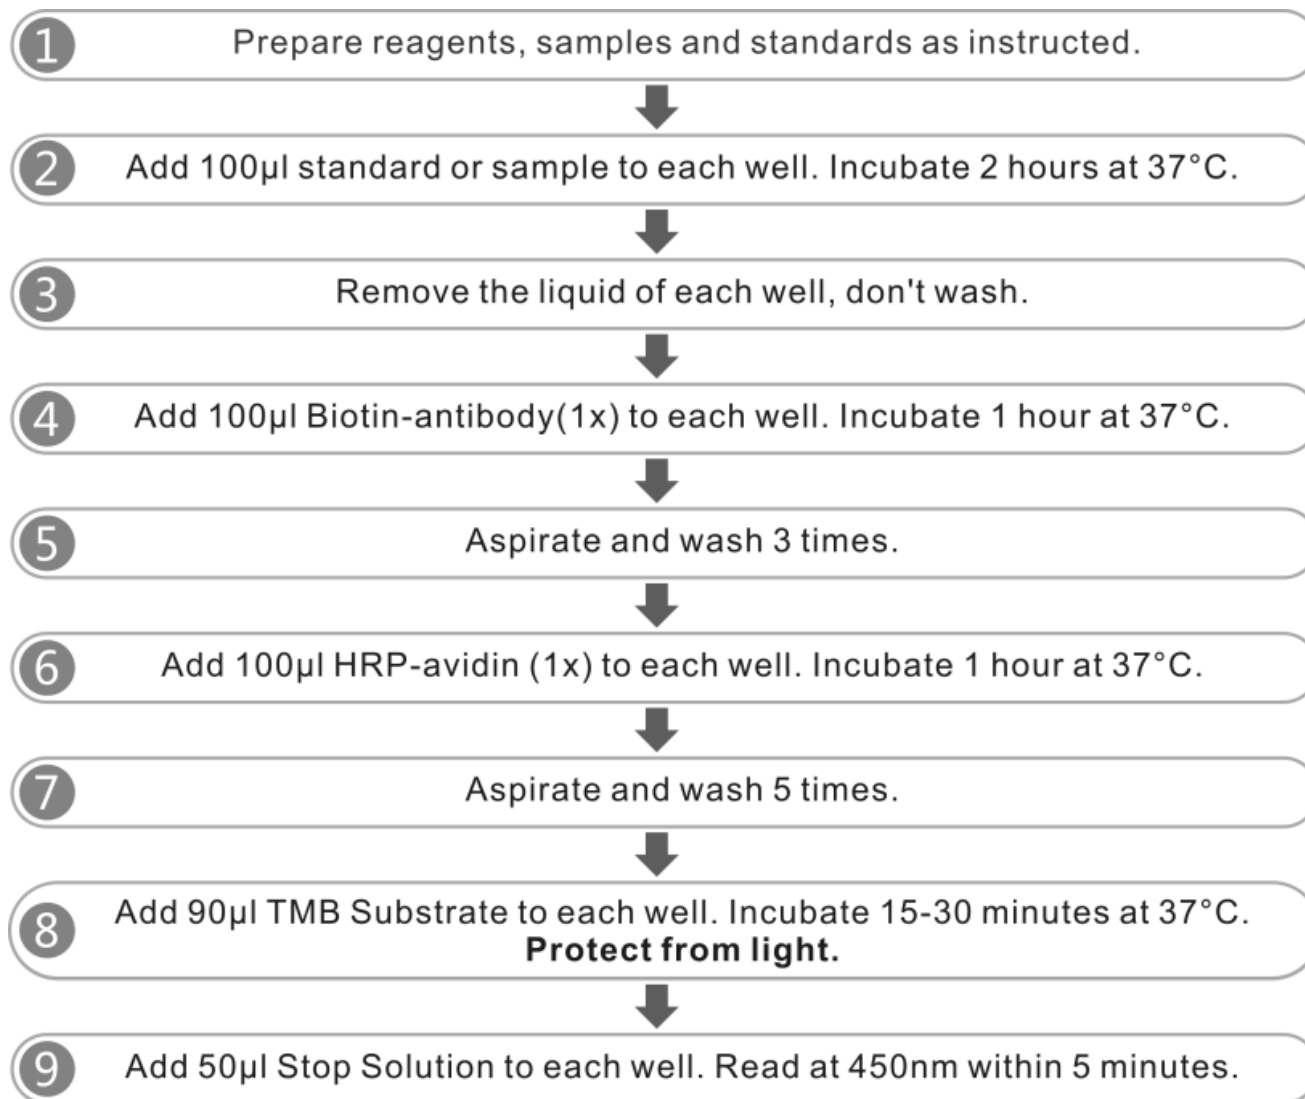 1 Prepare reagents, samples and standards as instructed.
2 Add 100μl standard or sample to each well. Incubate 2 hours at 37°C.
3 Remove the liquid of each well, don't wash.
4 Add 100μl Biotin-antibody(1x) to each well. Incubate 1 hour at 37°C.
5 Aspirate and wash 3 times.
6 Add 100μl HRP-avidin (1x) to each well. Incubate 1 hour at 37°C.
7 Aspirate and wash 5 times.
8 Add 90μl TMB Substrate to each well. Incubate 15-30 minutes at 37°C.
Protect from light.
9 Add 50μl Stop Solution to each well. Read at 450nm within 5 minutes.